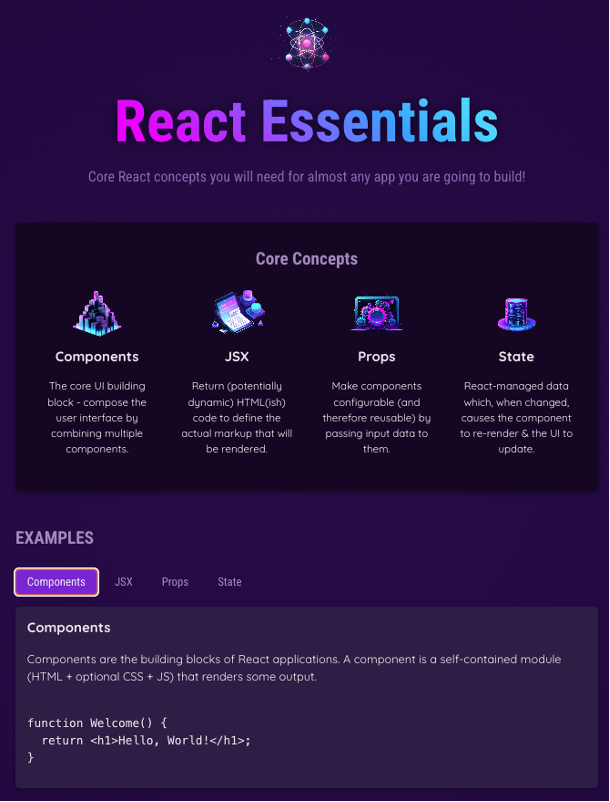 React Essentials
Core React concepts you will need for almost any app you are going to build!
Core Concepts
Components
The core UI building
block - compose the
user interface by
combining multiple
components.
JSX
Return (potentially
dynamic) HTML(ish)
code to define the
actual markup that will
be rendered.
Props
Make components
configurable (and
therefore reusable) by
passing input data to
them.
State
React-managed data
which, when changed,
causes the component
to re-render & the UI to
update.
EXAMPLES
Components JSX Props State
Components
Components are the building blocks of React applications. A component is a self-contained module
(HTML + optional CSS + JS) that renders some output.
function Welcome() {
  return <h1>Hello, World!</h1>;
}